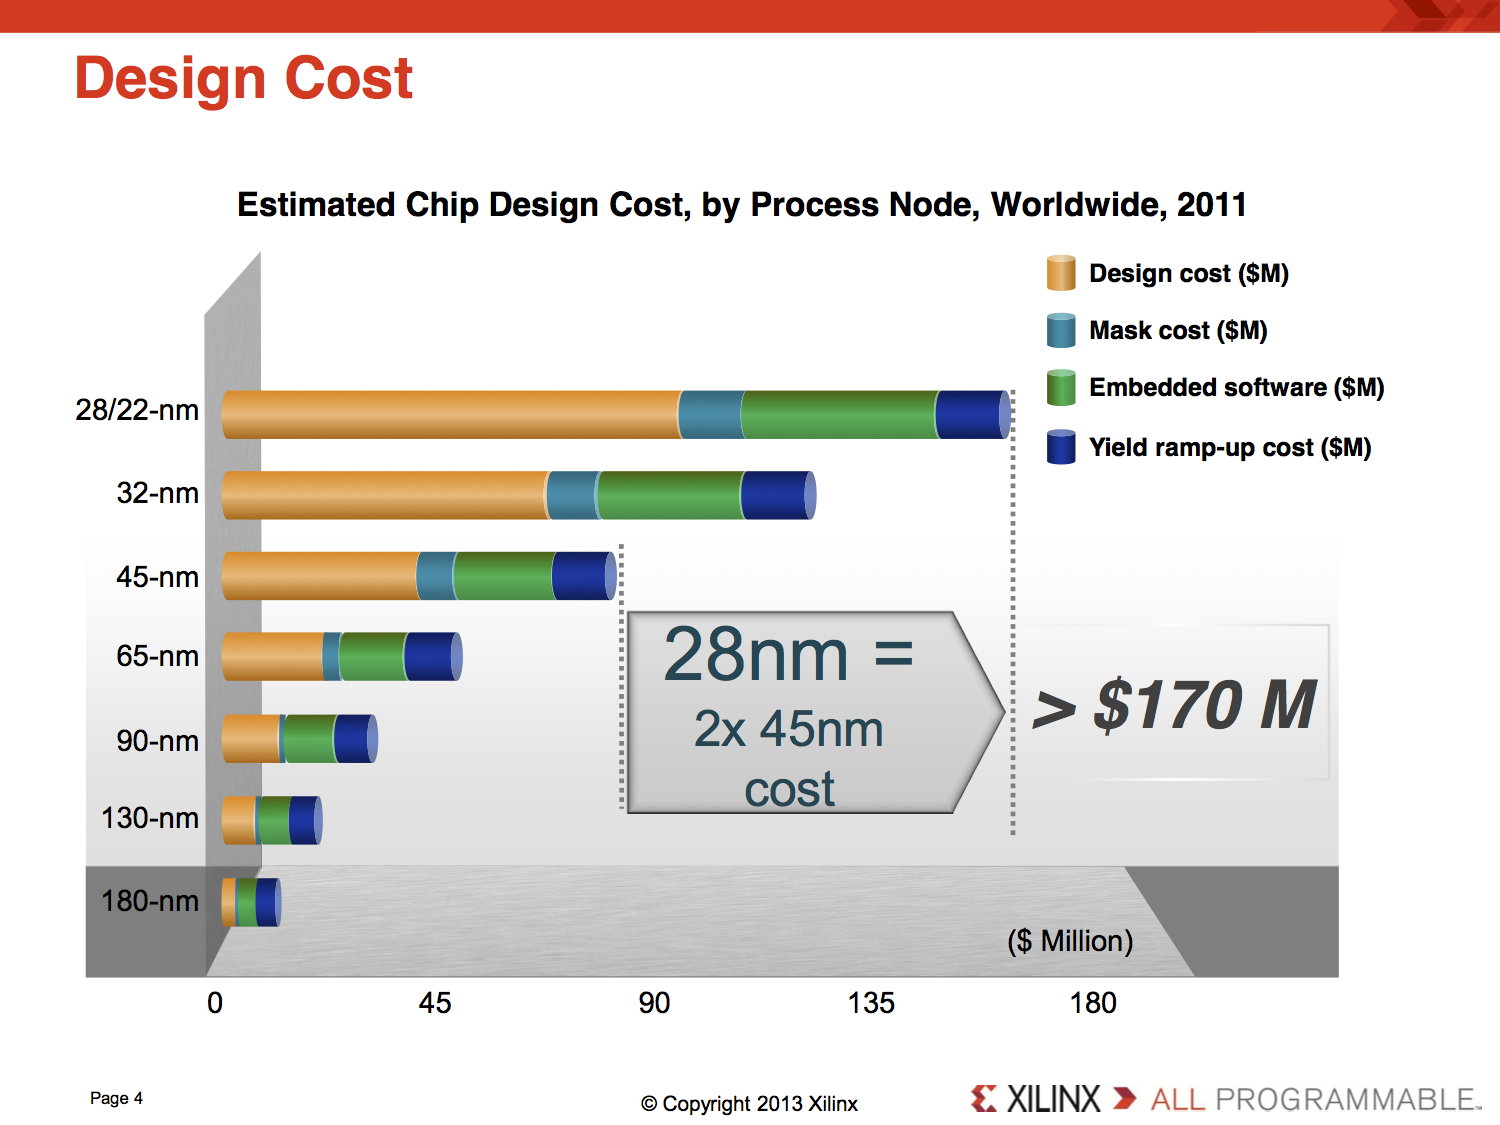 Design Cost
Estimated Chip Design Cost, by Process Node, Worldwide, 2011
Design cost ($M)
Mask cost ($M)
Embedded software ($M)
Yield ramp-up cost ($M)
28/22-nm
32-nm
45-nm
65-nm
90-nm
130-nm
180-nm
28nm =
2x 45nm
cost
> $170 M
($ Million)
0 45 90 135 180
Page 4
© Copyright 2013 Xilinx
XILINX ALL PROGRAMMABLE™